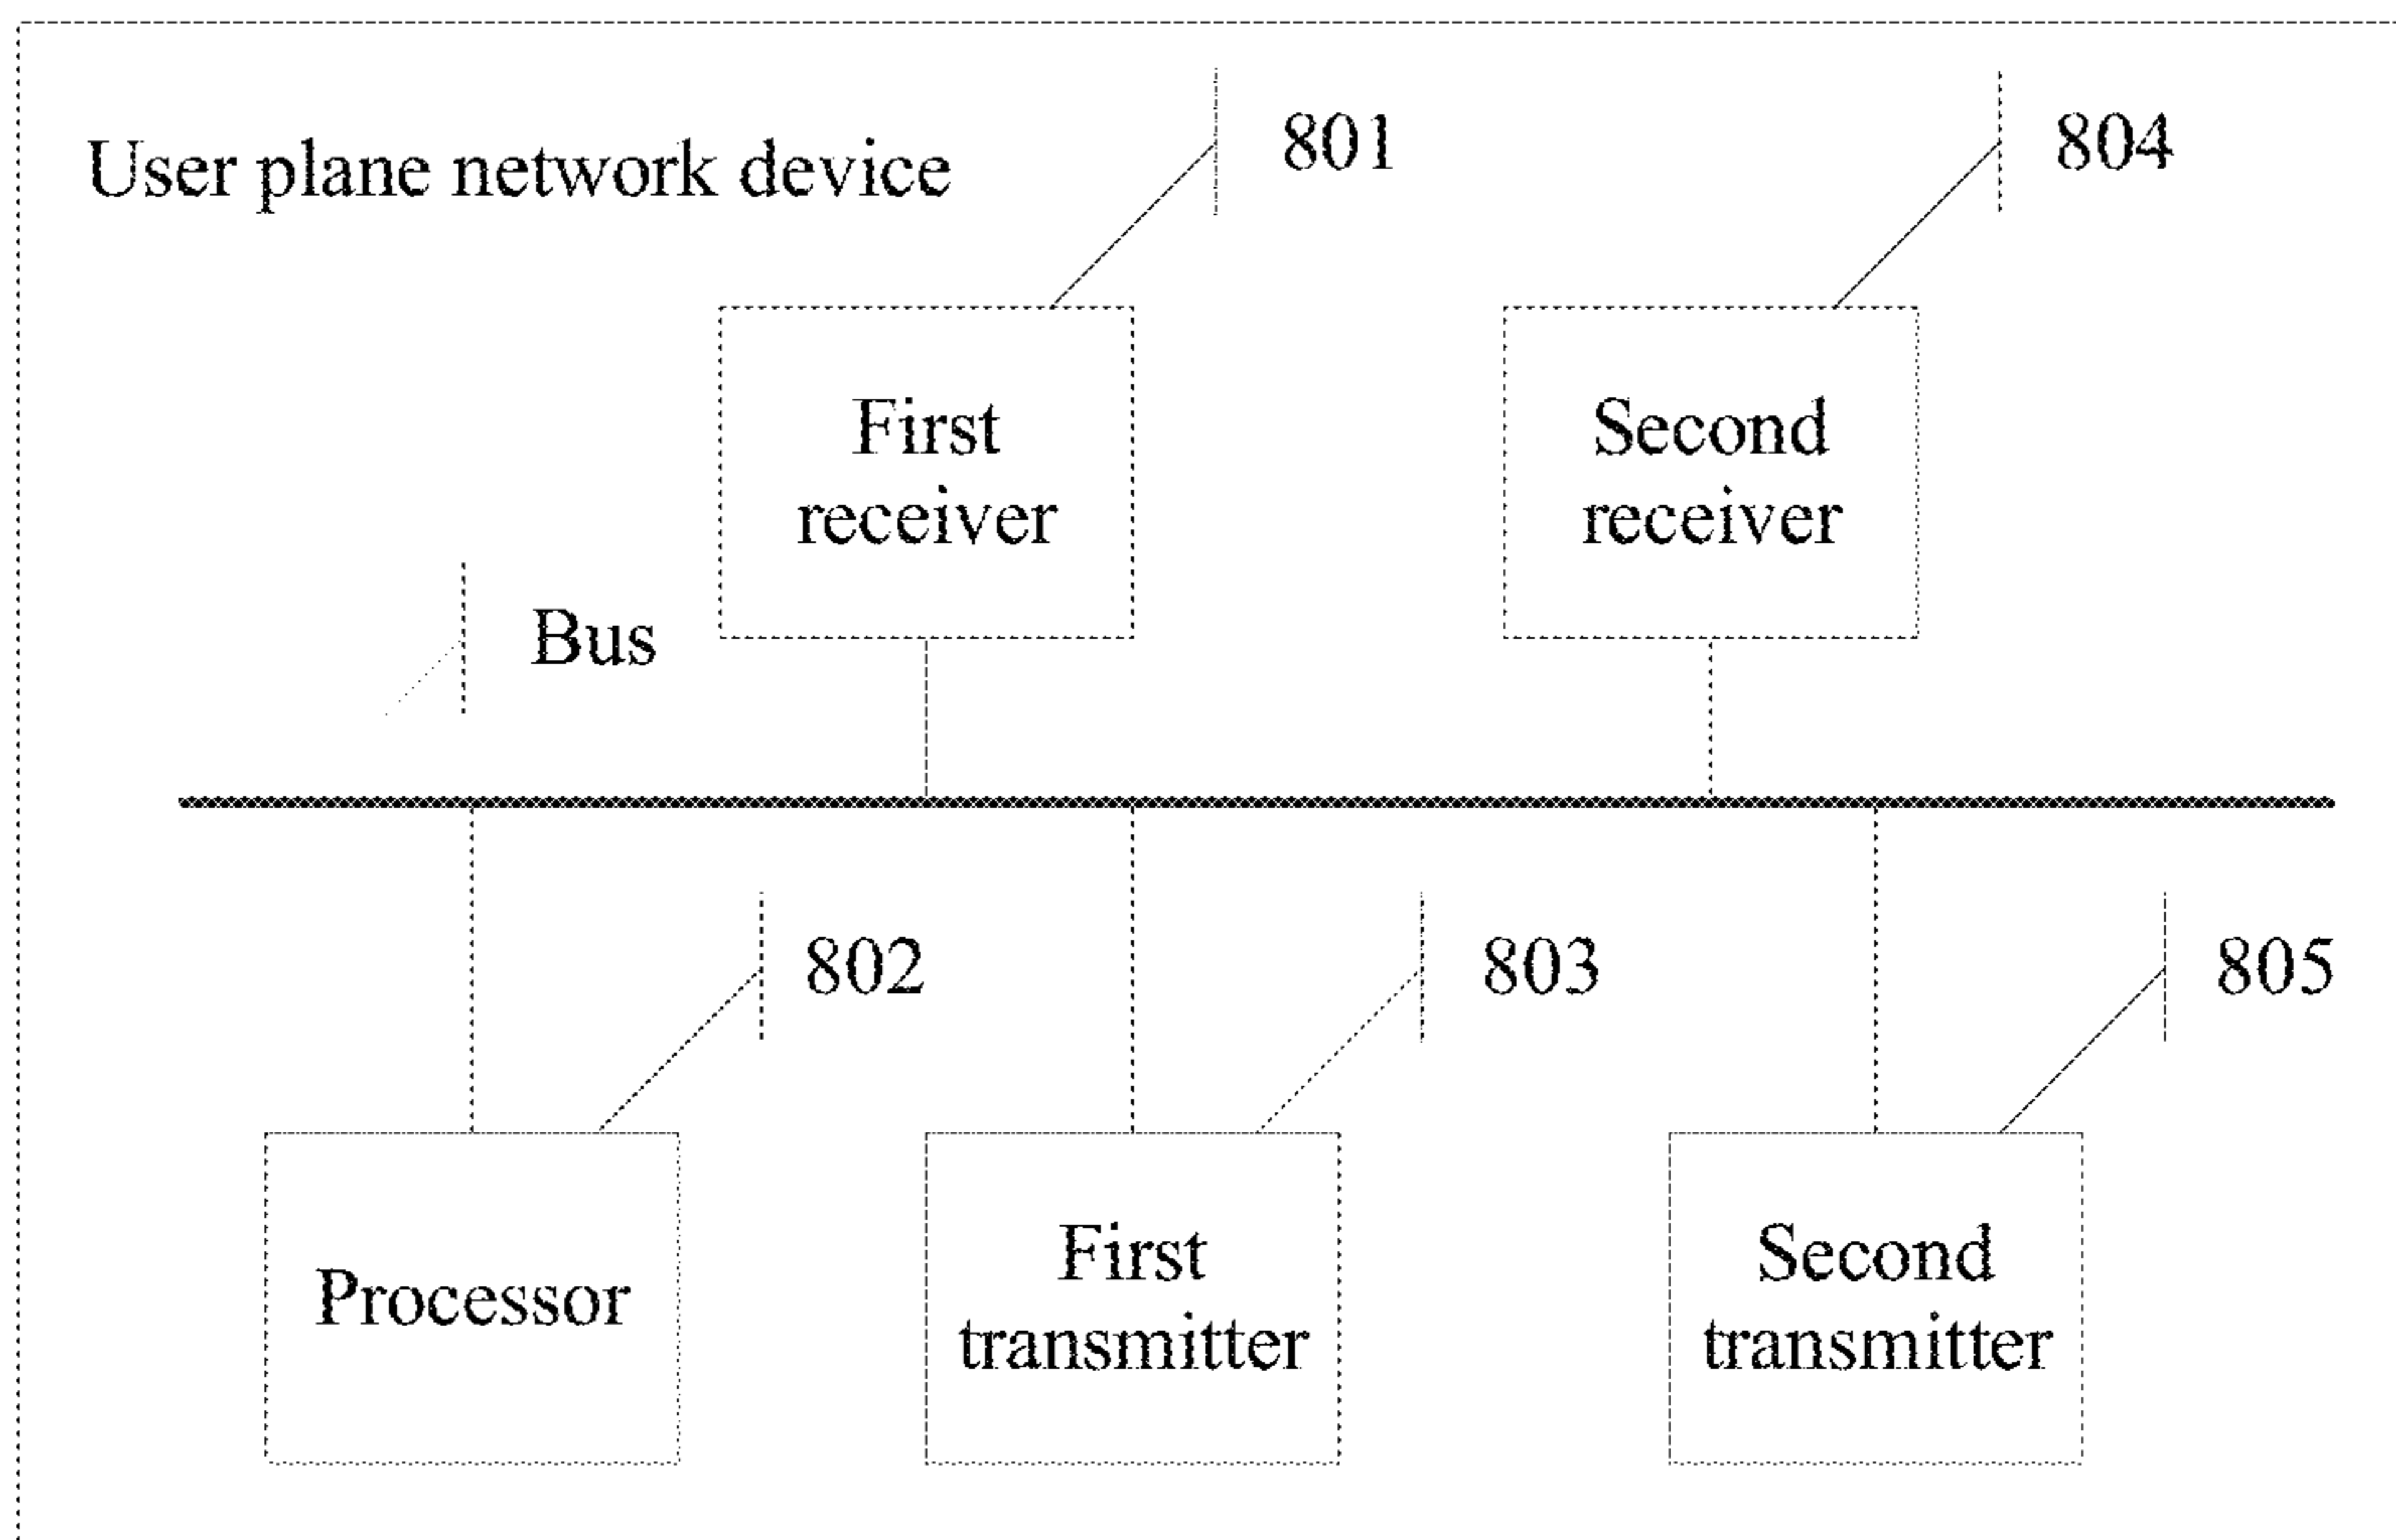 User plane network device
801
804
First
receiver
Second
receiver
Bus
802
803
805
Processor
First
transmitter
Second
transmitter